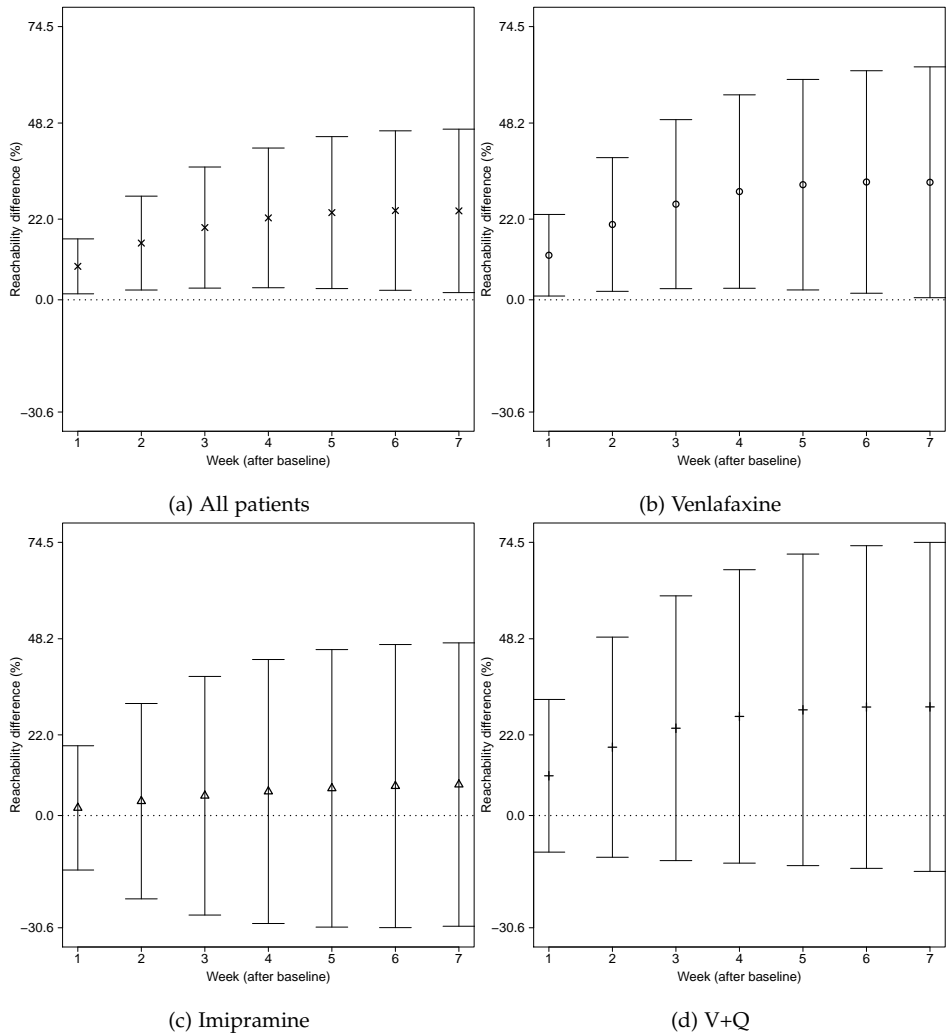 74.5
48.2
22.0
0.0
−30.6
Reachability difference (%)
1 2 3 4 5 6 7
Week (after baseline)
(a) All patients
74.5
48.2
22.0
0.0
−30.6
Reachability difference (%)
1 2 3 4 5 6 7
Week (after baseline)
(b) Venlafaxine
74.5
48.2
22.0
0.0
−30.6
Reachability difference (%)
1 2 3 4 5 6 7
Week (after baseline)
(c) Imipramine
74.5
48.2
22.0
0.0
−30.6
Reachability difference (%)
1 2 3 4 5 6 7
Week (after baseline)
(d) V+Q